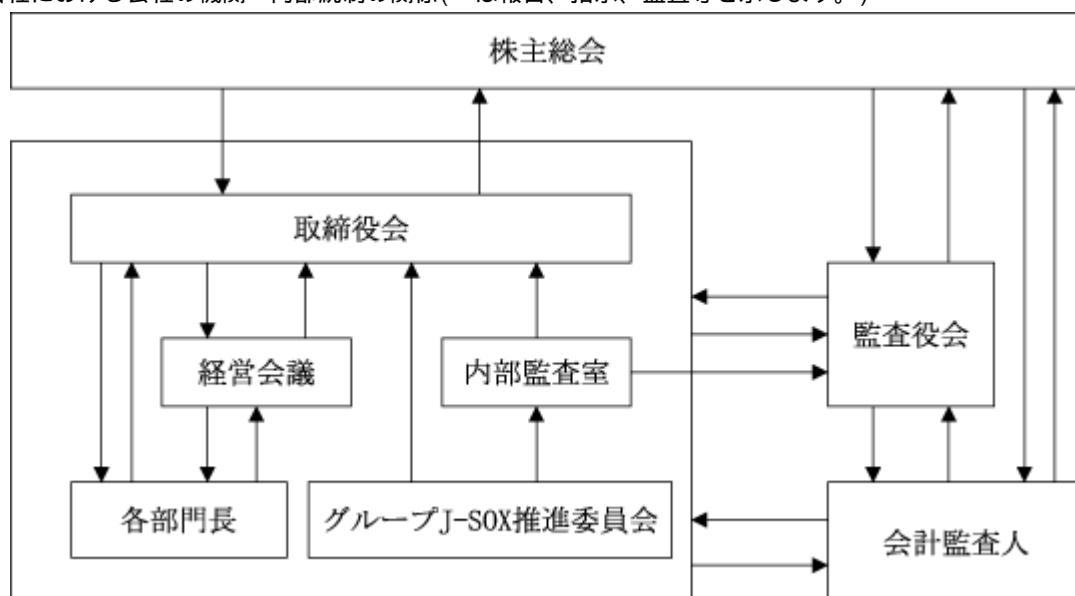 株主総会
取締役会
監査役会
経営会議
内部監査室
各部門長
グループJ-SOX推進委員会
会計監査人